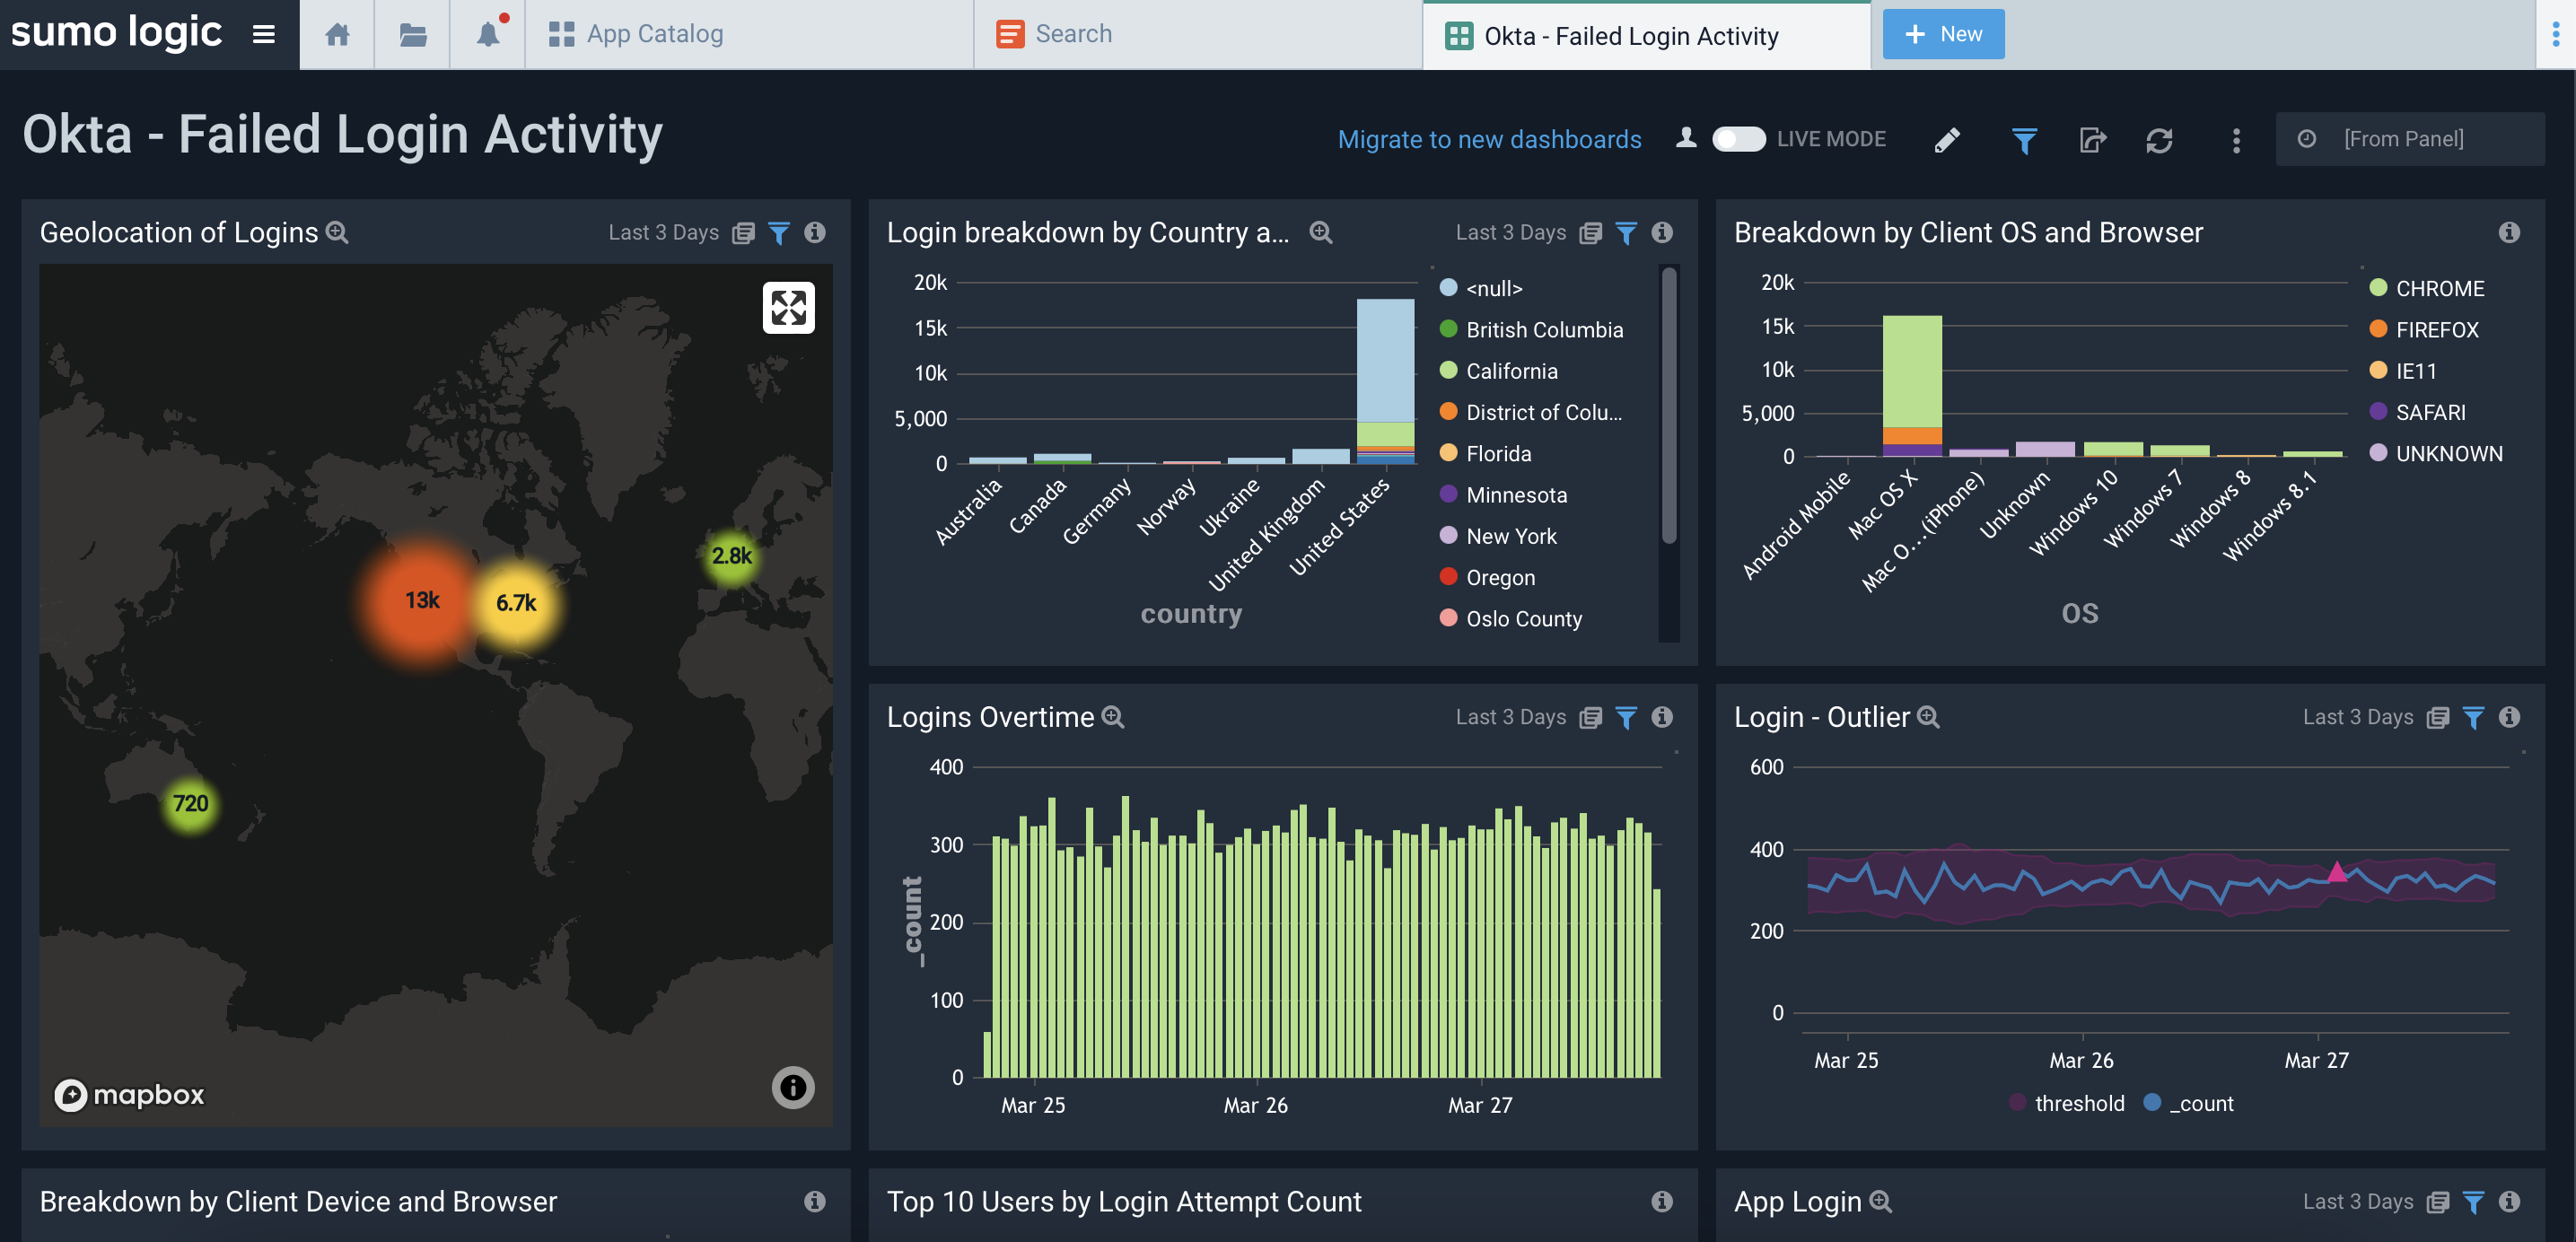 sumo logic
App Catalog
Search
Okta - Failed Login Activity
+ New
Okta - Failed Login Activity
Migrate to new dashboards
LIVE MODE
[From Panel]
Geolocation of Logins
Last 3 Days
13k
6.7k
2.8k
720
mapbox
Login breakdown by Country a...
Last 3 Days
20k
15k
10k
5,000
0
Australia
Canada
Germany
Norway
Ukraine
United Kingdom
United States
country
<null>
British Columbia
California
District of Colu...
Florida
Minnesota
New York
Oregon
Oslo County
Breakdown by Client OS and Browser
20k
15k
10k
5,000
0
Android Mobile
Mac OS X
Mac O...(iPhone)
Unknown
Windows 10
Windows 7
Windows 8
Windows 8.1
OS
CHROME
FIREFOX
IE11
SAFARI
UNKNOWN
Logins Overtime
Last 3 Days
_count
400
300
200
100
0
Mar 25
Mar 26
Mar 27
Login - Outlier
Last 3 Days
600
400
200
0
Mar 25
Mar 26
Mar 27
threshold
_count
Breakdown by Client Device and Browser
Top 10 Users by Login Attempt Count
App Login
Last 3 Days